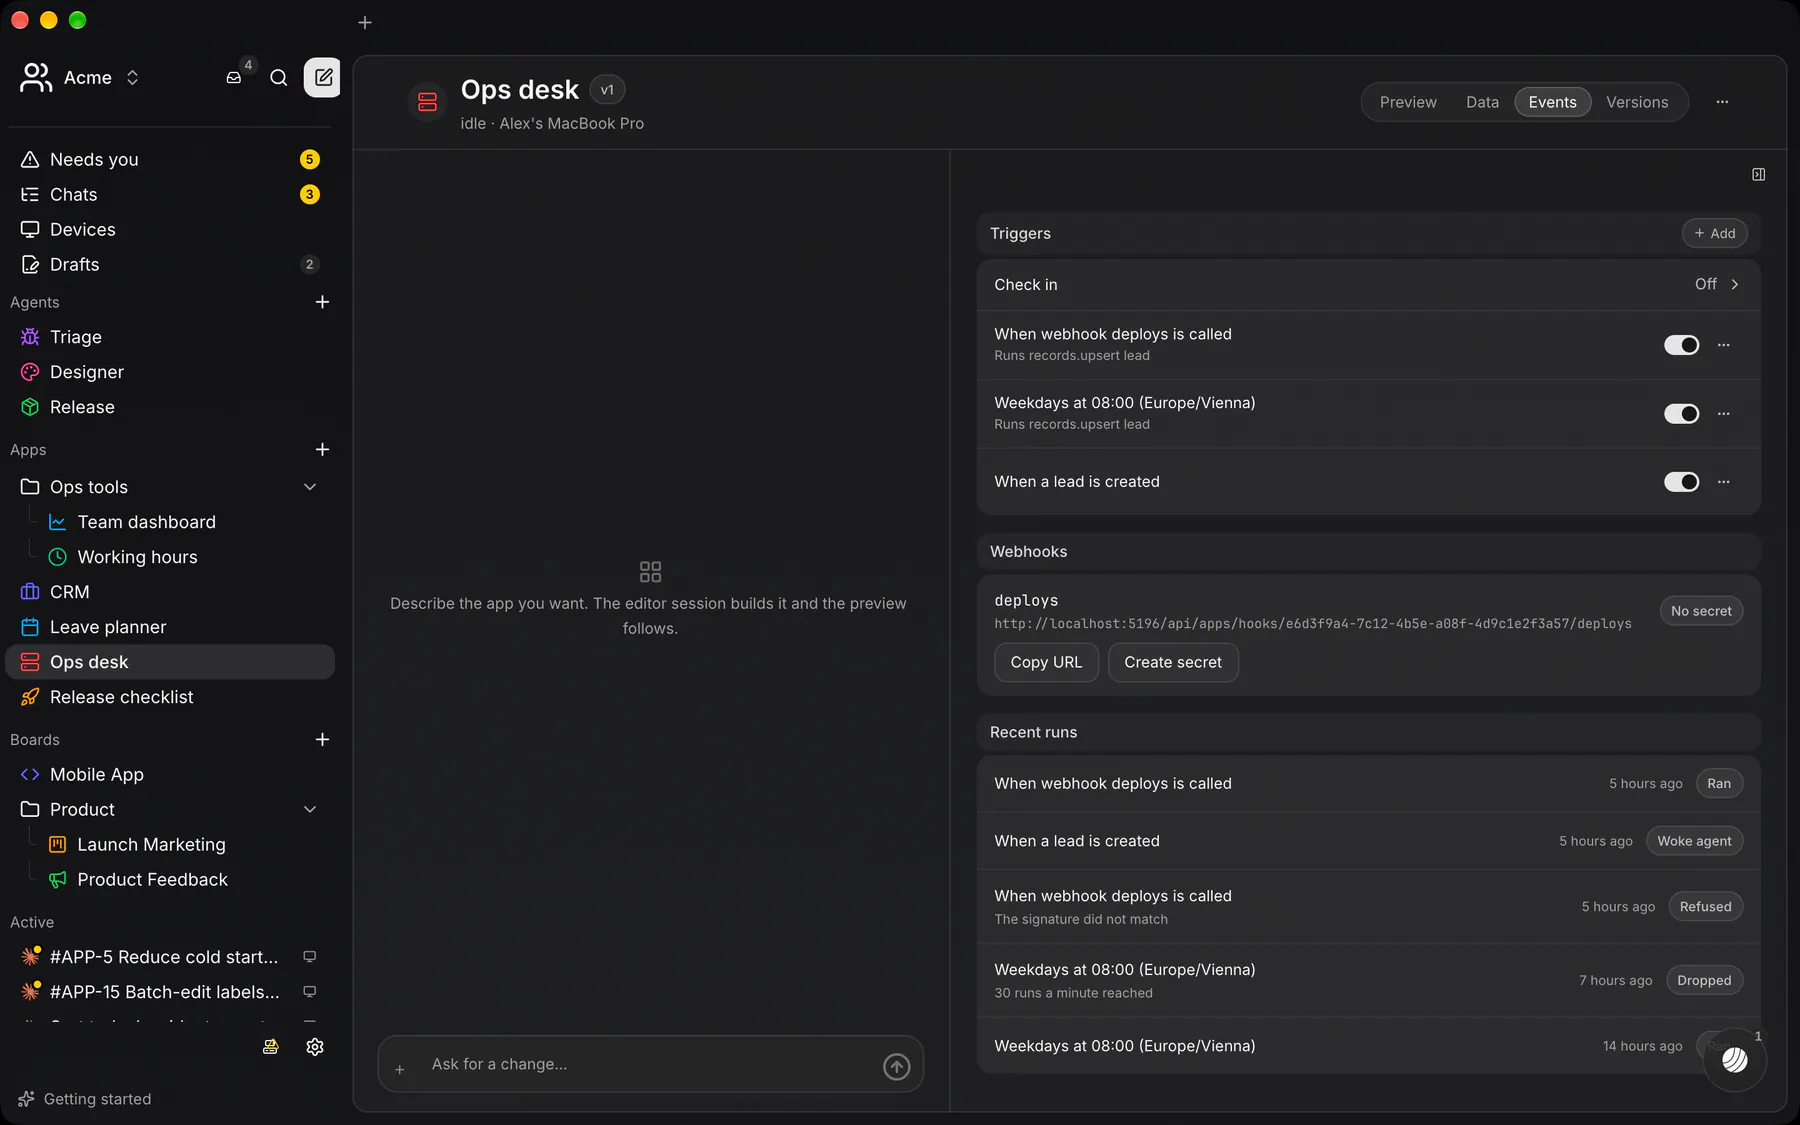 Acme
4
Needs you
5
Chats
3
Devices
Drafts
2
Agents
Triage
Designer
Release
Apps
Ops tools
Team dashboard
Working hours
CRM
Leave planner
Ops desk
Release checklist
Boards
Mobile App
Product
Launch Marketing
Product Feedback
Active
#APP-5 Reduce cold start...
#APP-15 Batch-edit labels...
Getting started
Ops desk v1
idle · Alex's MacBook Pro
Preview Data Events Versions
Describe the app you want. The editor session builds it and the preview
follows.
Ask for a change...
Triggers
+ Add
Check in
Off
When webhook deploys is called
Runs records.upsert lead
Weekdays at 08:00 (Europe/Vienna)
Runs records.upsert lead
When a lead is created
Webhooks
deploys
http://localhost:5196/api/apps/hooks/e6d3f9a4-7c12-4b5e-a08f-4d9c1e2f3a57/deploys
No secret
Copy URL
Create secret
Recent runs
When webhook deploys is called
5 hours ago
Ran
When a lead is created
5 hours ago
Woke agent
When webhook deploys is called
The signature did not match
5 hours ago
Refused
Weekdays at 08:00 (Europe/Vienna)
30 runs a minute reached
7 hours ago
Dropped
Weekdays at 08:00 (Europe/Vienna)
14 hours ago
Ran
1